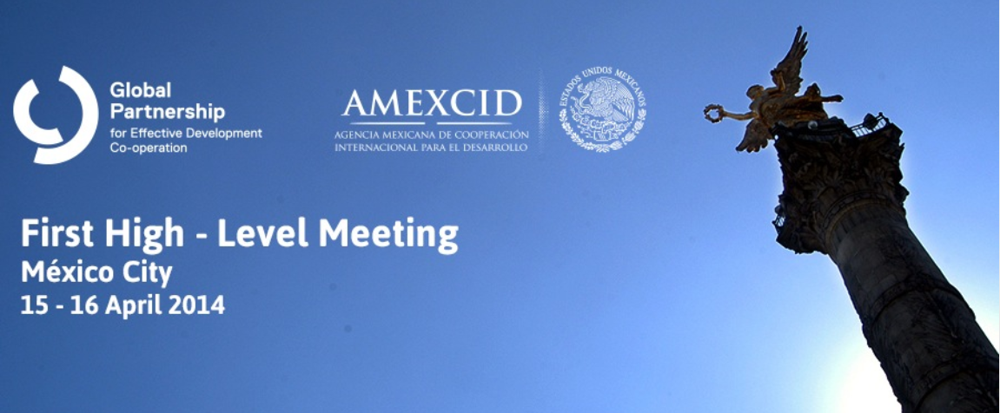 Global
Partnership
for Effective Development
Co-operation
AMEXCID
AGENCIA MEXICANA DE COOPERACIÓN
INTERNACIONAL PARA EL DESARROLLO
ESTADOS UNIDOS MEXICANOS
First High - Level Meeting
México City
15 - 16 April 2014